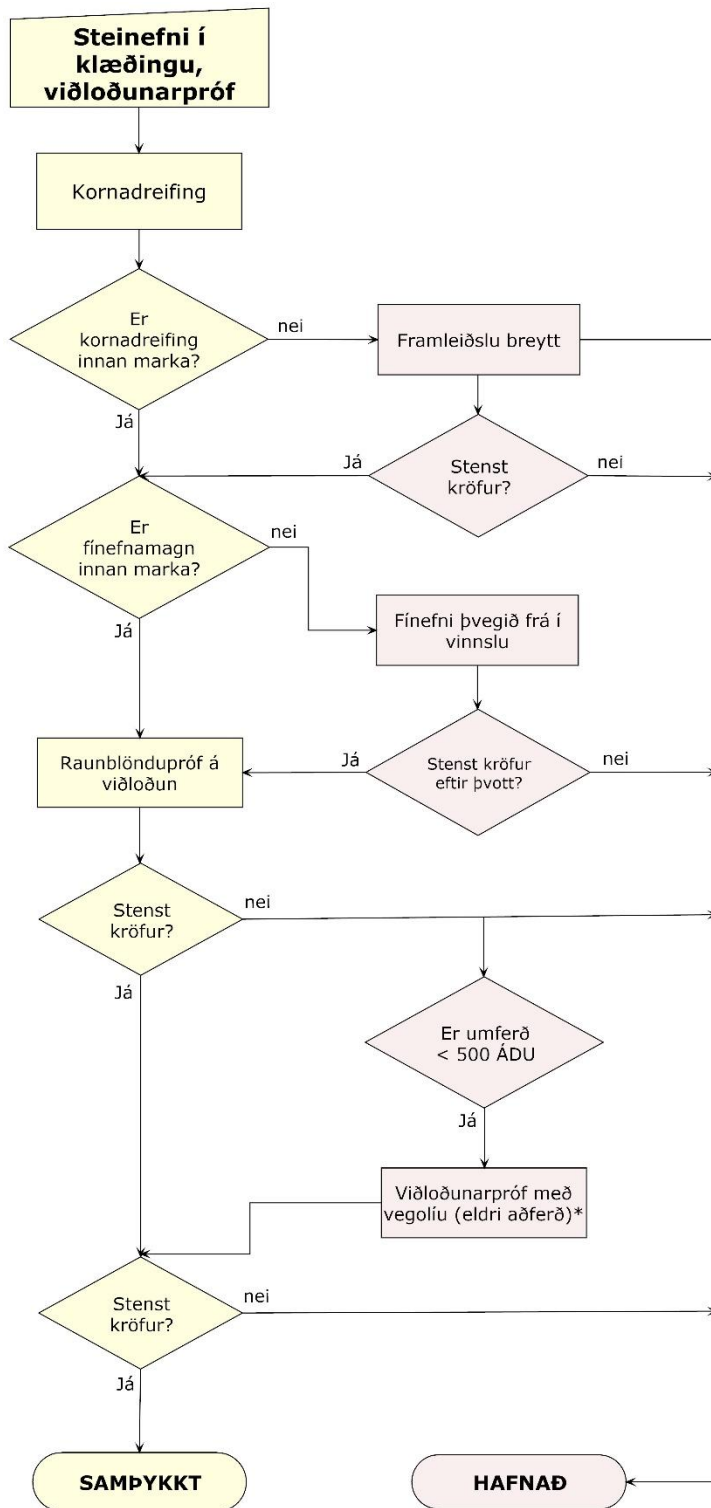 Steinefni í
klæðingu,
viðloðunarpróf
Kornadreifing
Er
kornadreifing
innan marka?
nei
Framleiðslu breytt
Já
Stenst
kröfur?
Já
nei
Er
fínefnamagn
innan marka?
nei
Fínefni þvegið frá í
vinnslu
Já
Stenst kröfur
eftir þvott?
Já
nei
Raunblöndupróf á
viðloðun
Stenst
kröfur?
nei
Já
Er umferð
< 500 ÁDU
Já
Viðloðunarpróf með
vegolíu (eldri aðferð)*
Stenst
kröfur?
nei
Já
SAMÞYKKT
HAFNAÐ